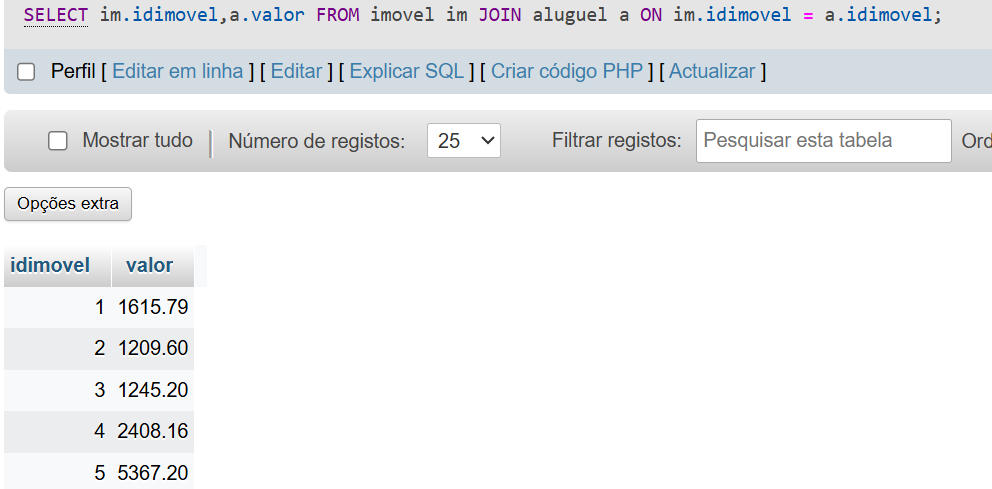 SELECT im.idimovel,a.valor FROM imovel im JOIN aluguel a ON im.idimovel = a.idimovel;
Perfil [ Editar em linha ] [ Editar ] [ Explicar SQL ] [ Criar código PHP ] [ Actualizar ]
Mostrar tudo | Número de registos: 25 Filtrar registos: Pesquisar esta tabela Ord
Opções extra
idimovel valor
1 1615.79
2 1209.60
3 1245.20
4 2408.16
5 5367.20